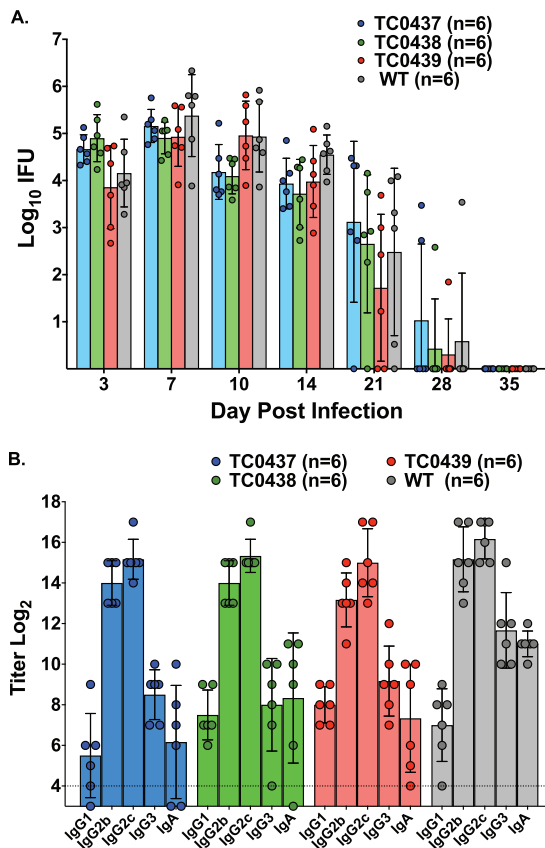 A.
TC0437 (n=6)
TC0438 (n=6)
TC0439 (n=6)
WT (n=6)
Log10 IFU
7
6
5
4
3
2
1
3 7 10 14 21 28 35
Day Post Infection
B.
TC0437 (n=6) TC0439 (n=6)
TC0438 (n=6) WT (n=6)
Titer Log2
18
16
14
12
10
8
6
4
IgG1 IgG2b IgG2c IgG3 IgA IgG1 IgG2b IgG2c IgG3 IgA IgG1 IgG2b IgG2c IgG3 IgA IgG1 IgG2b IgG2c IgG3 IgA